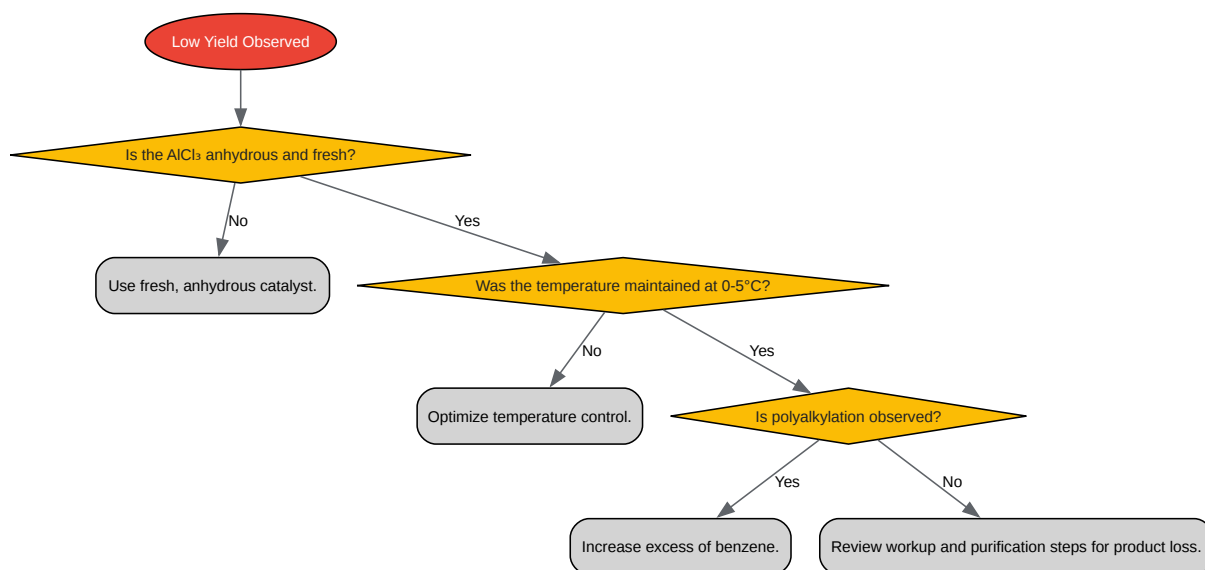 Low Yield Observed
Is the AlCl₃ anhydrous and fresh?
No
Yes
Use fresh, anhydrous catalyst.
Was the temperature maintained at 0-5°C?
No
Yes
Optimize temperature control.
Is polyalkylation observed?
Yes
No
Increase excess of benzene.
Review workup and purification steps for product loss.